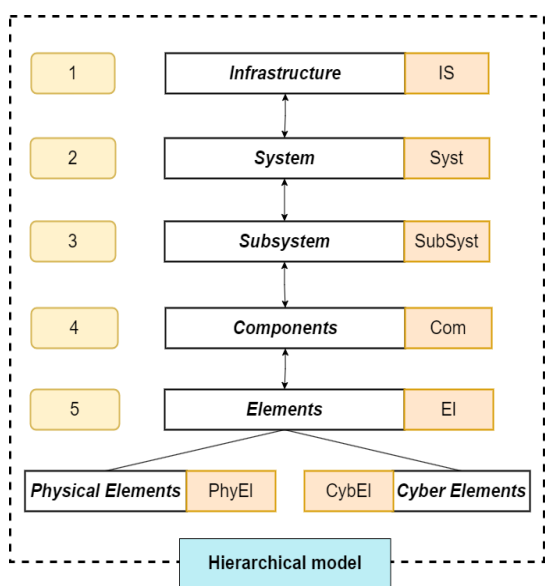 1 Infrastructure IS
2 System Syst
3 Subsystem SubSyst
4 Components Com
5 Elements El
Physical Elements PhyEl CybEl Cyber Elements
Hierarchical model